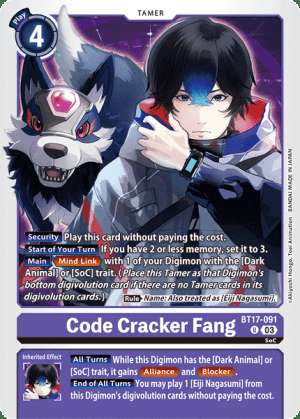 TAMER
Play
4
©Akiyoshi Hongo, Toei Animation · BANDAI MADE IN JAPAN
Security Play this card without paying the cost.
Start of Your Turn If you have 2 or less memory, set it to 3.
Main Mind Link with 1 of your Digimon with the [Dark
Animal] or [SoC] trait. (Place this Tamer as that Digimon's
bottom digivolution card if there are no Tamer cards in its
digivolution cards.) Rule Name: Also treated as [Eiji Nagasumi].
Code Cracker Fang
BT17-091
U 03
SoC
Inherited Effect
All Turns While this Digimon has the [Dark Animal] or
[SoC] trait, it gains Alliance and Blocker.
End of All Turns You may play 1 [Eiji Nagasumi] from
this Digimon's digivolution cards without paying the cost.